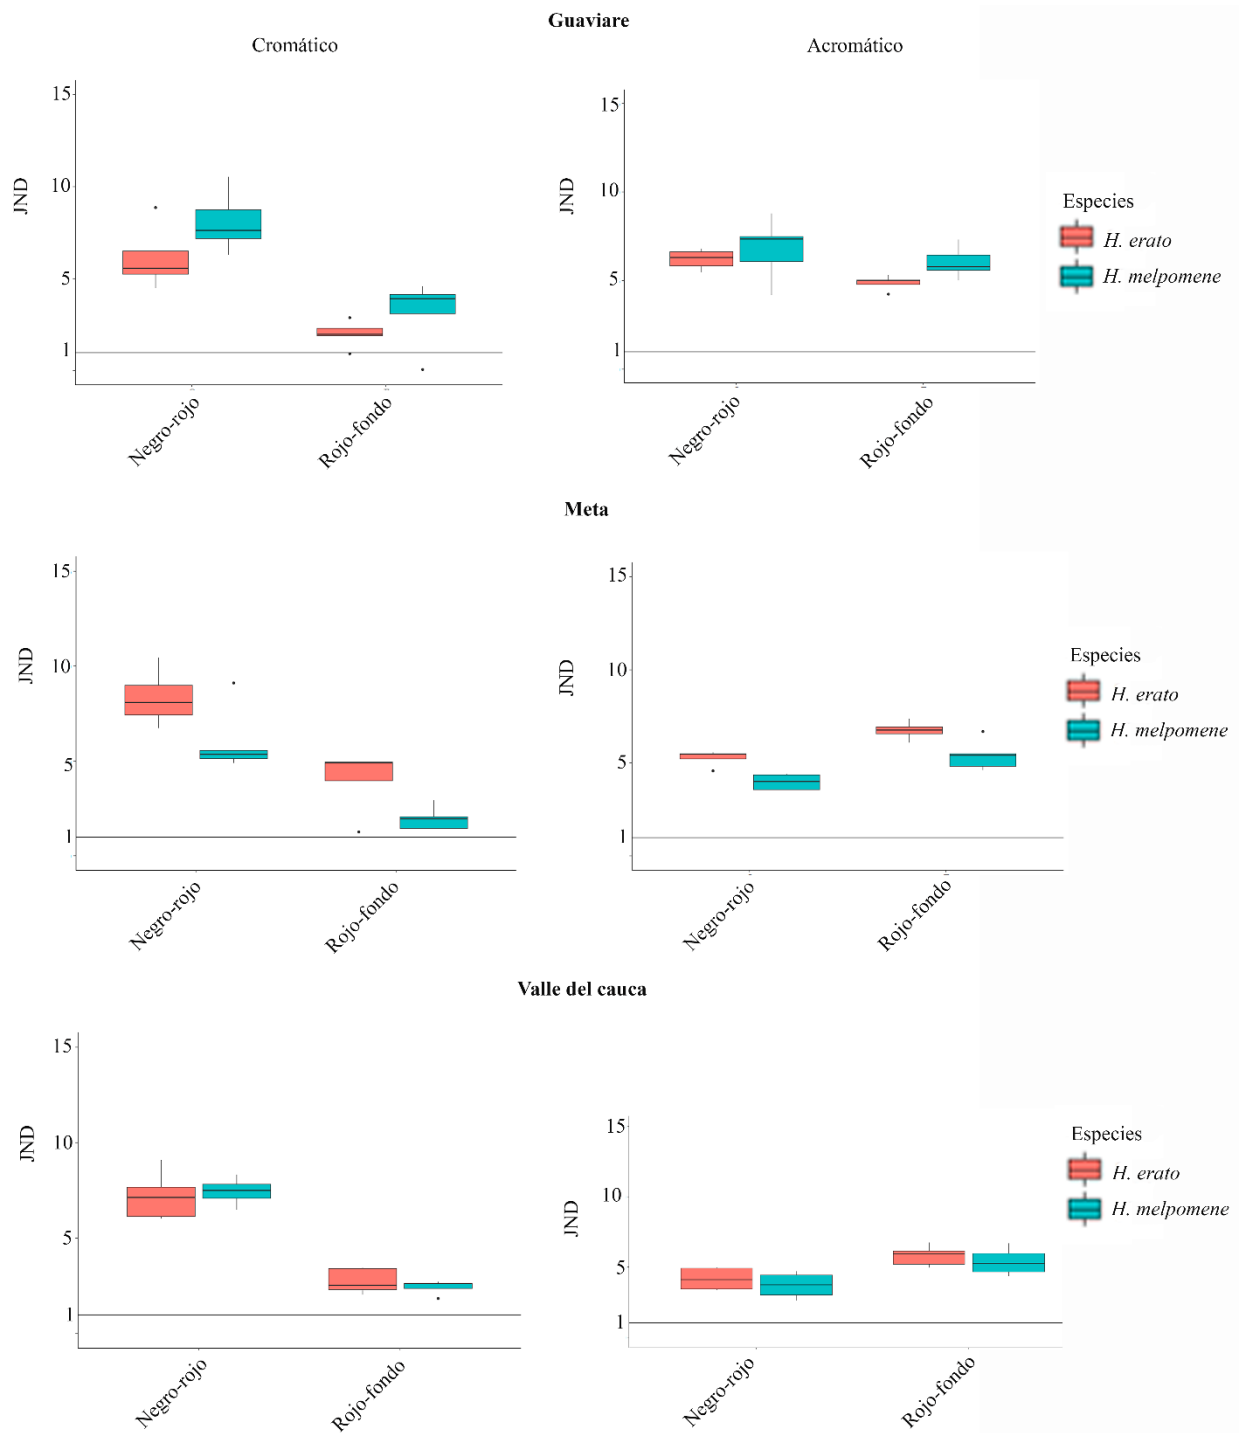 Guaviare
Cromático
Acromático
15
10
5
1
JND
Negro-rojo
Rojo-fondo
15
10
5
1
JND
Negro-rojo
Rojo-fondo
Especies
H. erato
H. melpomene
Meta
15
10
5
1
JND
Negro-rojo
Rojo-fondo
15
10
5
1
JND
Negro-rojo
Rojo-fondo
Especies
H. erato
H. melpomene
Valle del cauca
15
10
5
1
JND
Negro-rojo
Rojo-fondo
15
10
5
1
JND
Negro-rojo
Rojo-fondo
Especies
H. erato
H. melpomene